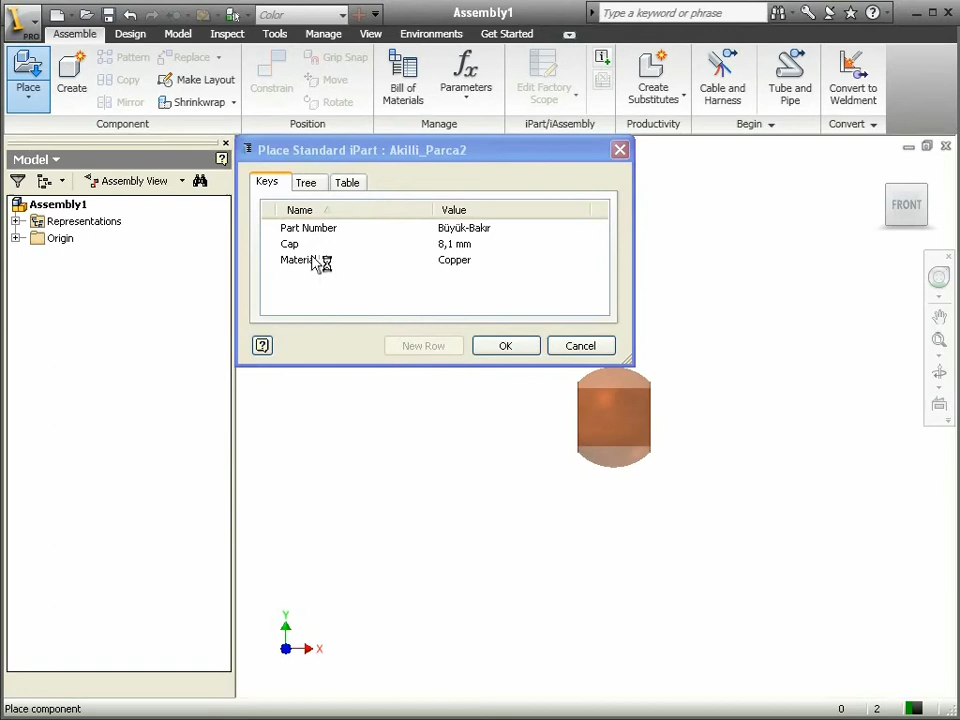 Color
Assembly1
Type a keyword or phrase
PRO
Assemble
Design
Model
Inspect
Tools
Manage
View
Environments
Get Started
Place
Create
Pattern
Copy
Mirror
Replace
Make Layout
Shrinkwrap
Component
Constrain
Grip Snap
Move
Rotate
Position
Bill of
Materials
Parameters
Manage
Edit Factory
Scope
iPart/iAssembly
Create
Substitutes
Productivity
Cable and
Harness
Tube and
Pipe
Begin
Convert to
Weldment
Convert
Model
Assembly View
Assembly1
Representations
Origin
Place Standard iPart : Akilli_Parca2
Keys
Tree
Table
Name Value
Part Number Büyük-Bakır
Cap 8,1 mm
Material Copper
New Row
OK
Cancel
FRONT
Y
X
Place component
0
2